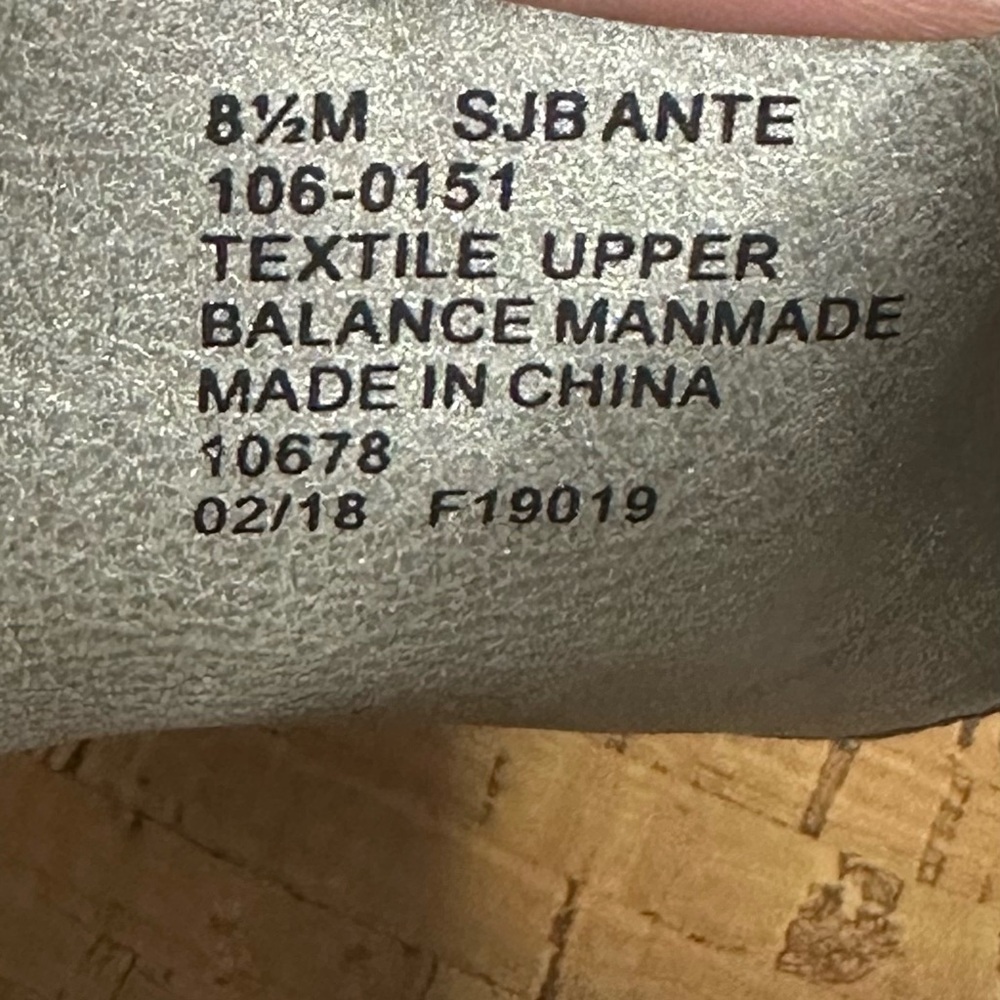 8½M SJB ANTE
106-0151
TEXTILE UPPER
BALANCE MANMADE
MADE IN CHINA
10678
02/18 F19019